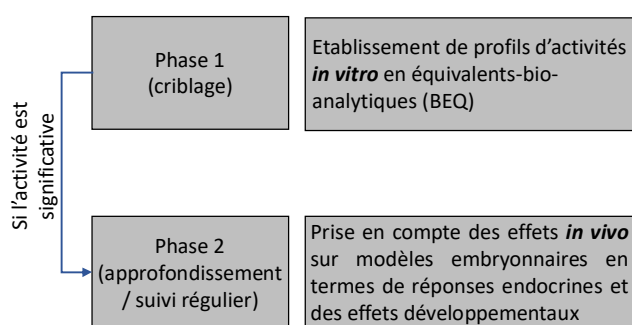 Si l'activité est
significative
Phase 1
(criblage)
Etablissement de profils d'activités
in vitro en équivalents-bio-
analytiques (BEQ)
Phase 2
(approfondissement
/ suivi régulier)
Prise en compte des effets in vivo
sur modèles embryonnaires en
termes de réponses endocrines et
des effets développementaux